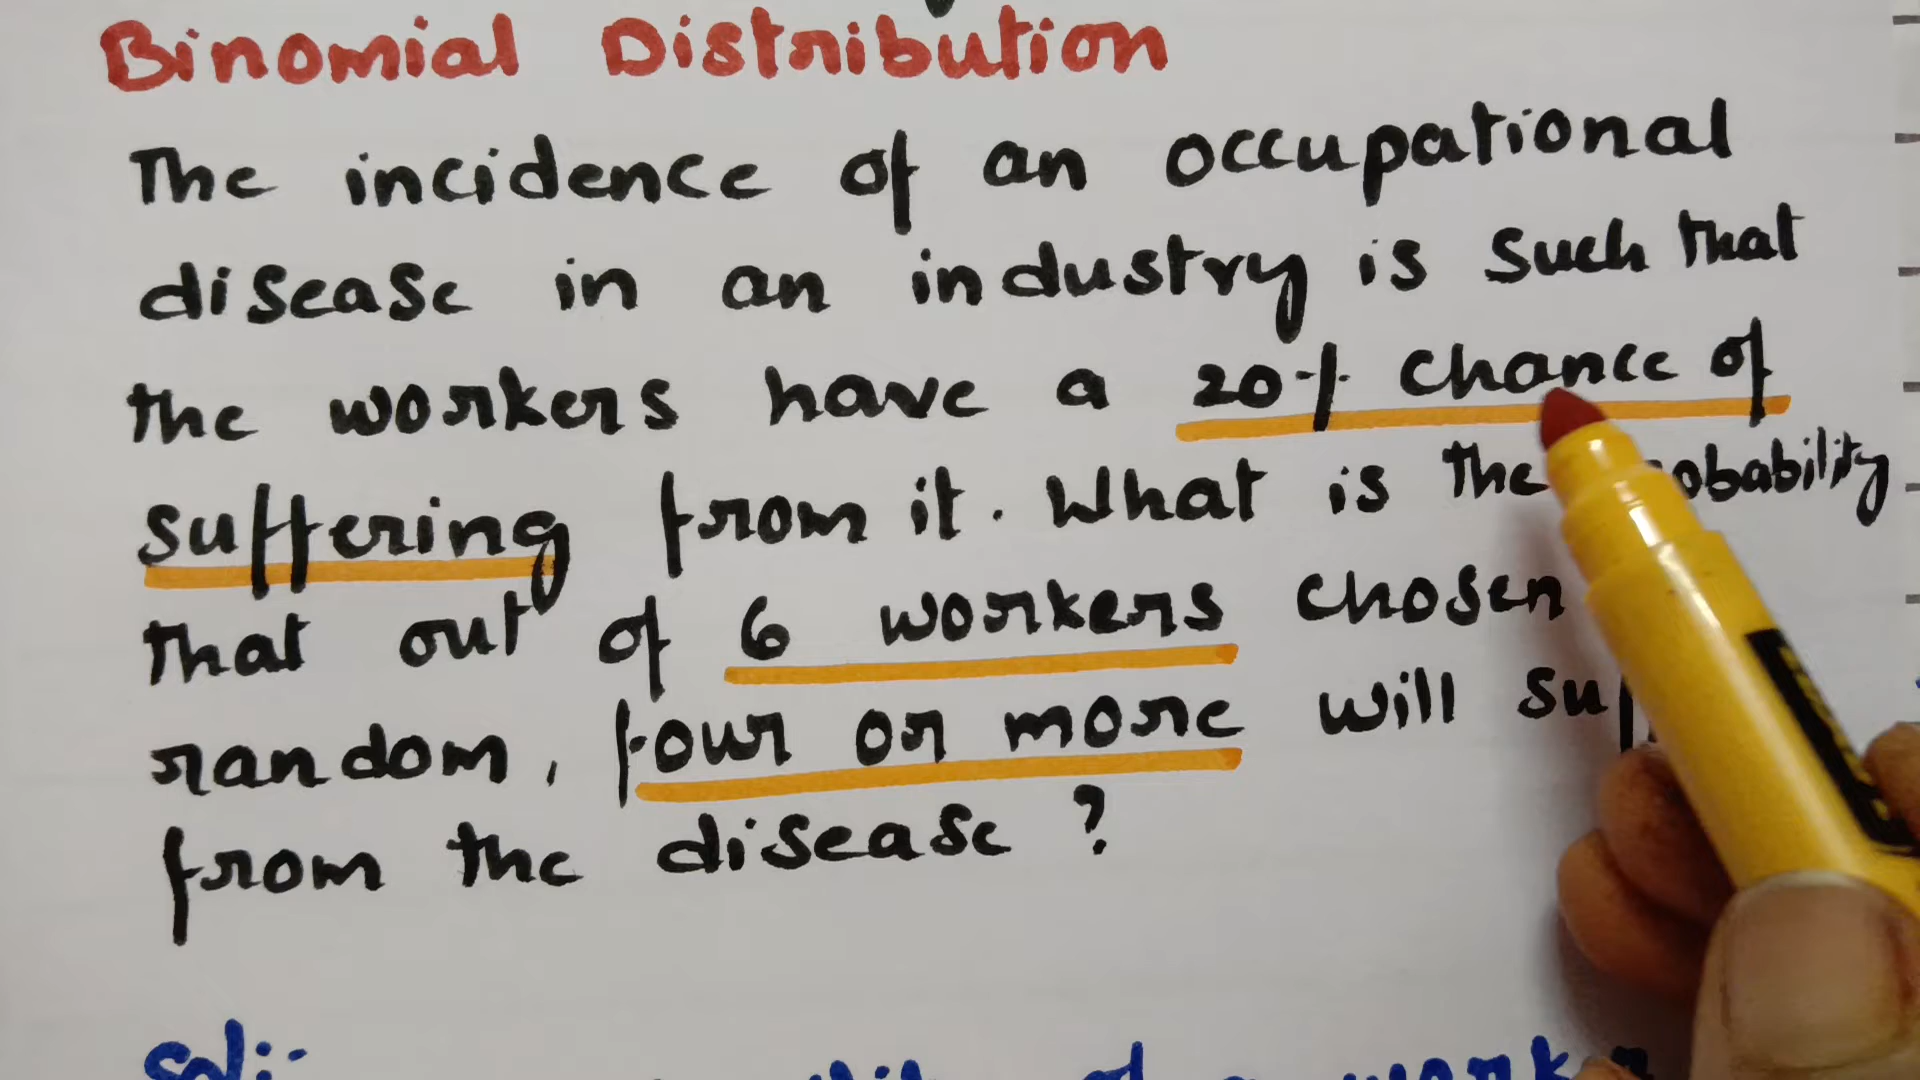 Binomial Distribution
The incidence of an occupational
disease in an industry is such that
the workers have a 20% chance of
suffering from it. What is the
that out of 6 workers chosen
random, four or more will
from the disease ?
Sol:-